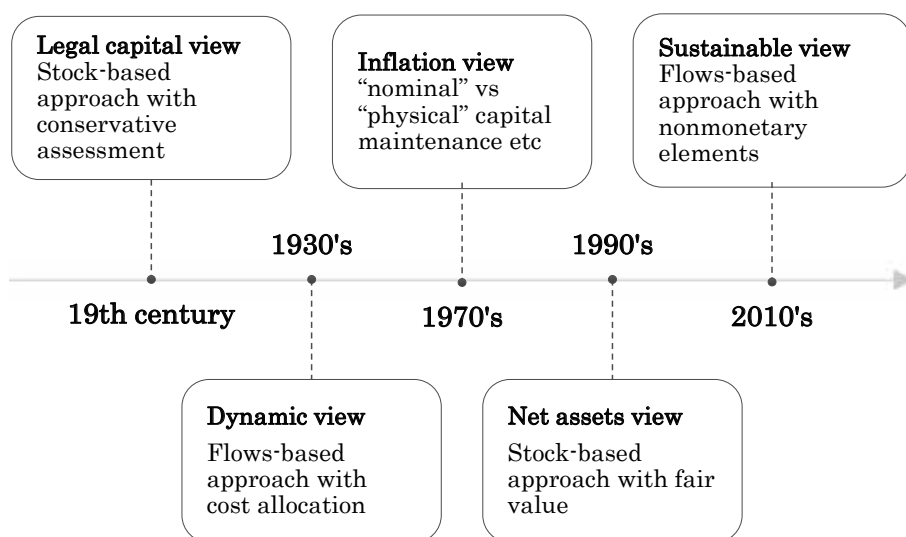 Legal capital view
Stock-based
approach with
conservative
assessment
Inflation view
“nominal” vs
“physical” capital
maintenance etc
Sustainable view
Flows-based
approach with
nonmonetary
elements
1930's
1990's
19th century
1970's
2010's
Dynamic view
Flows-based
approach with
cost allocation
Net assets view
Stock-based
approach with fair
value